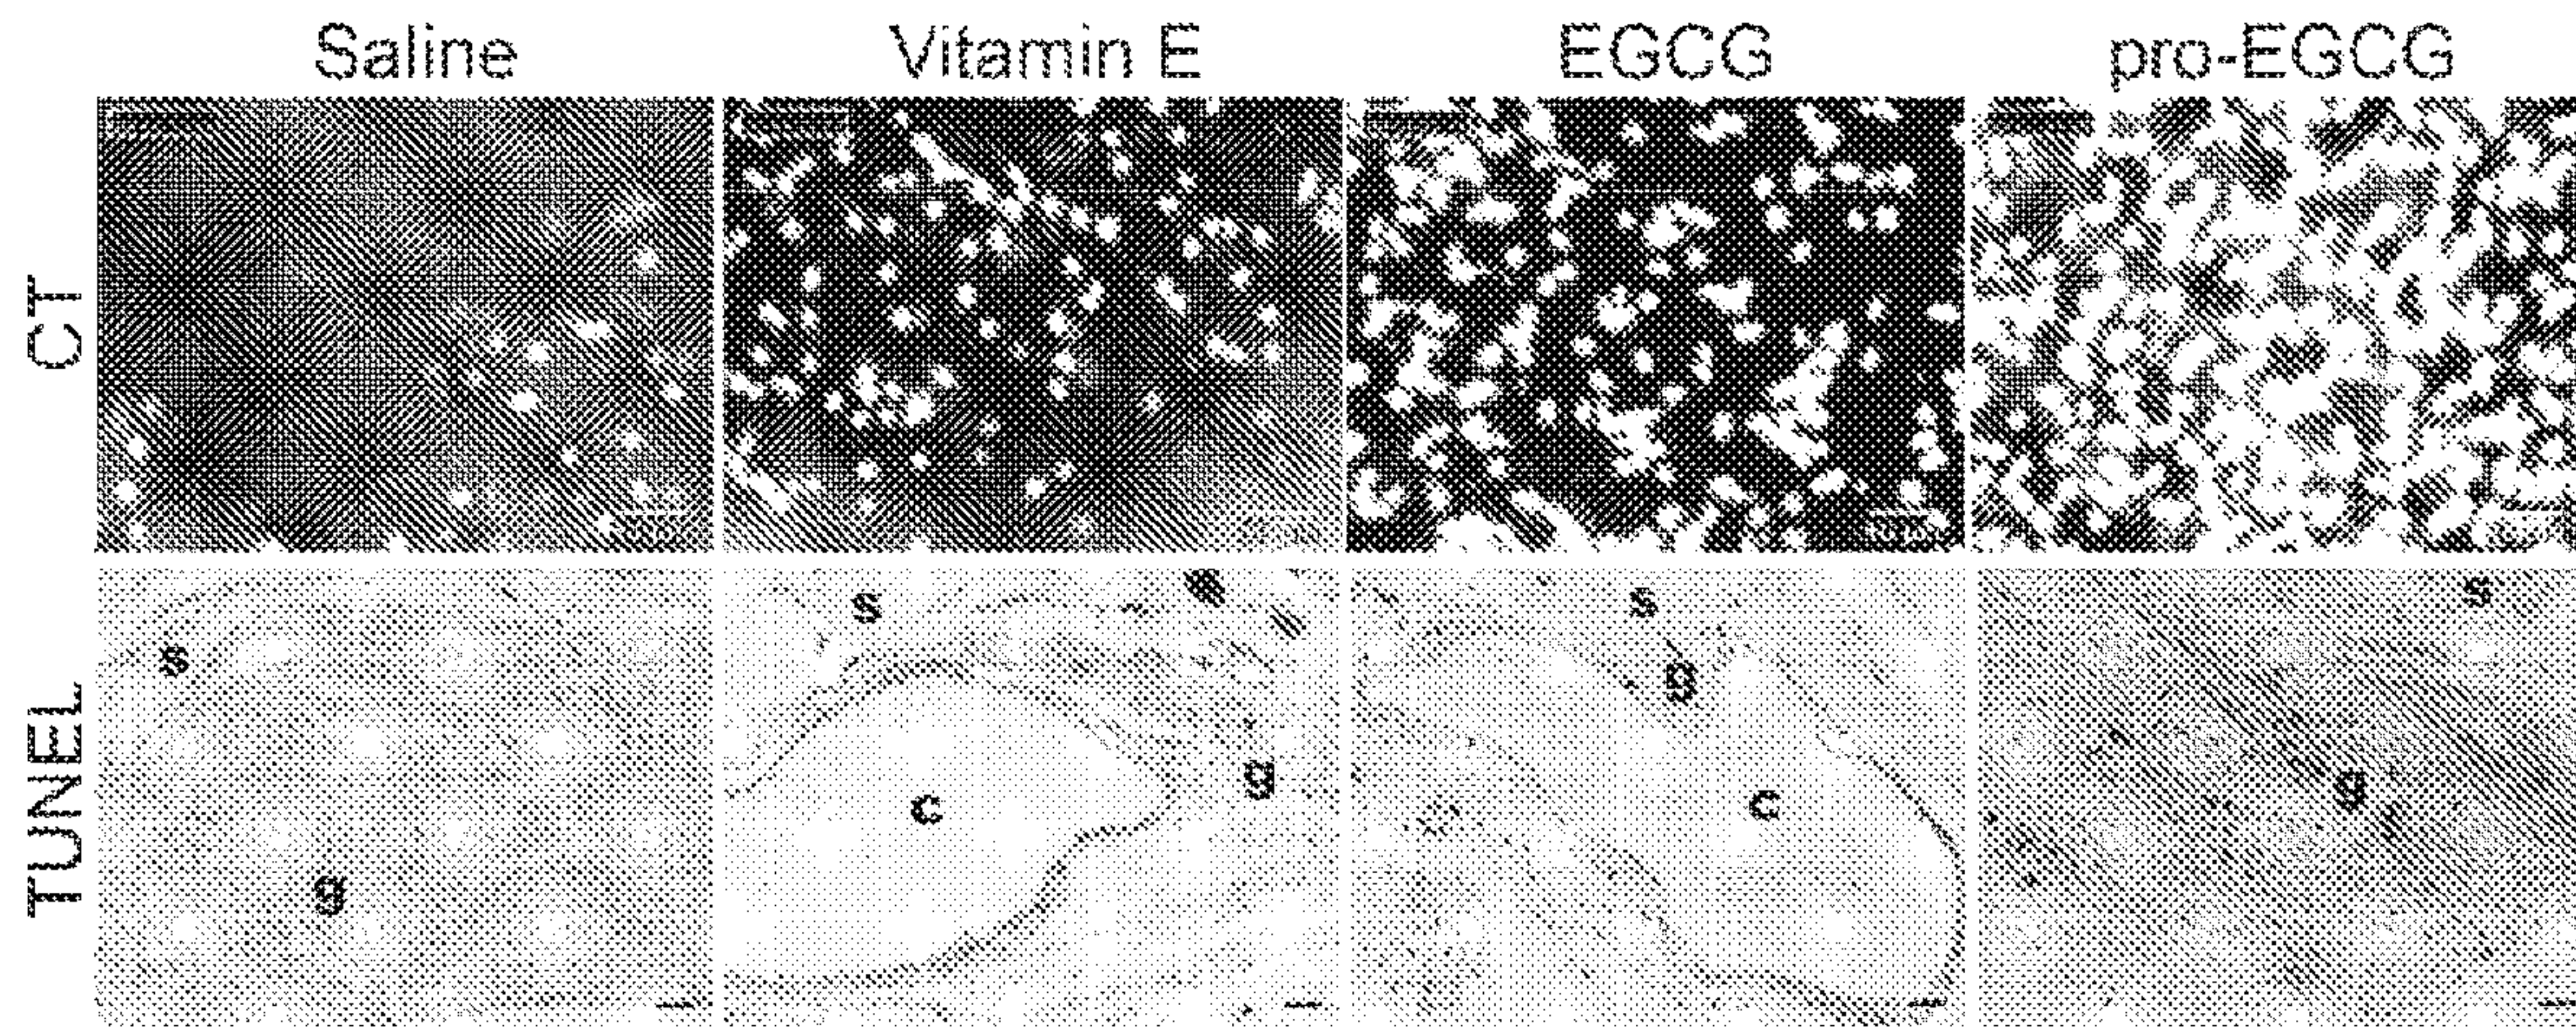 Saline Vitamin E EGCG pro-EGCG
CT
TUNEL
s s s s
g g g g
c c